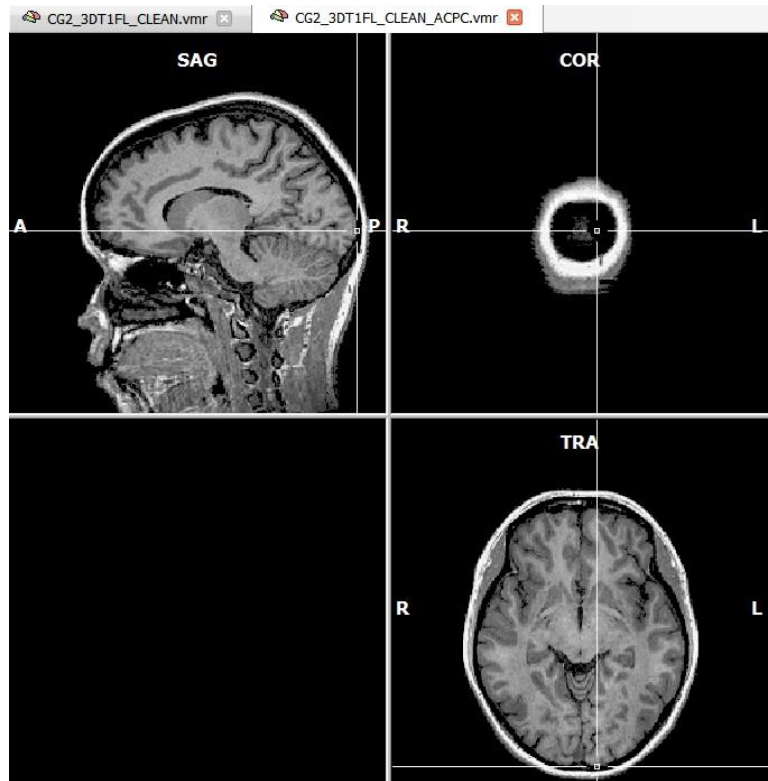 CG2_3DT1FL_CLEAN.vmr CG2_3DT1FL_CLEAN_ACPC.vmr
SAG COR
A P R L
TRA
R L